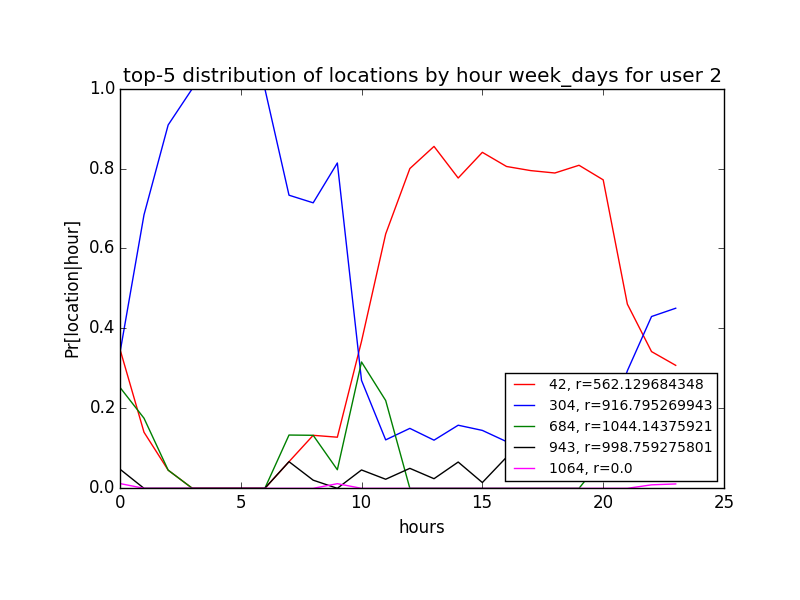 top-5 distribution of locations by hour week_days for user 2
1.0
0.8
0.6
0.4
0.2
0.0
Pr[location|hour]
42, r=562.129684348
304, r=916.795269943
684, r=1044.14375921
943, r=998.759275801
1064, r=0.0
0 5 10 15 20 25
hours